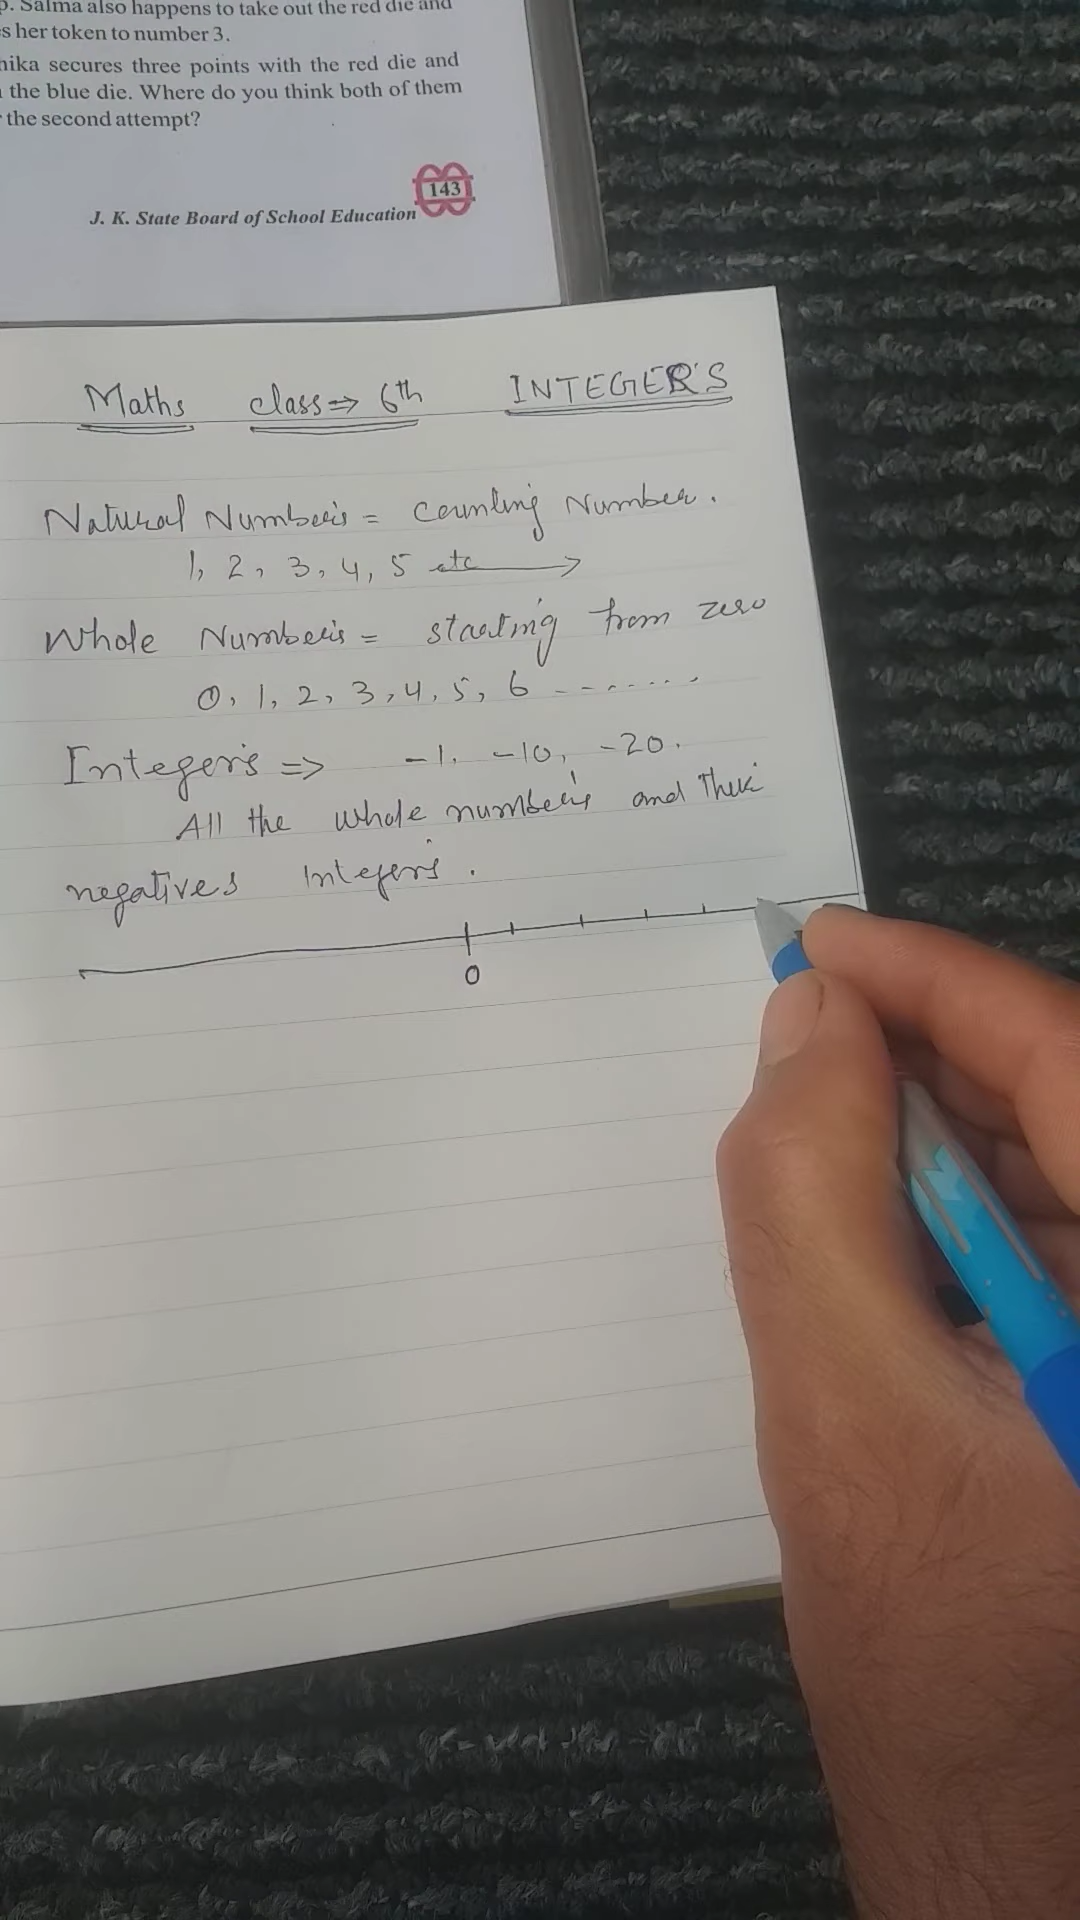 Salma also happens to take out the red die and
s her token to number 3.
nika secures three points with the red die and
the blue die. Where do you think both of them
the second attempt?
143
J. K. State Board of School Education
Maths class ⇒ 6th INTEGER'S
Natural Numbers = Counting Number.
1, 2, 3, 4, 5 etc →
Whole Numbers = starting from zero
0, 1, 2, 3, 4, 5, 6 -------
Integers ⇒ -1, -10, -20.
All the whole numbers and their
negatives Integers.
0